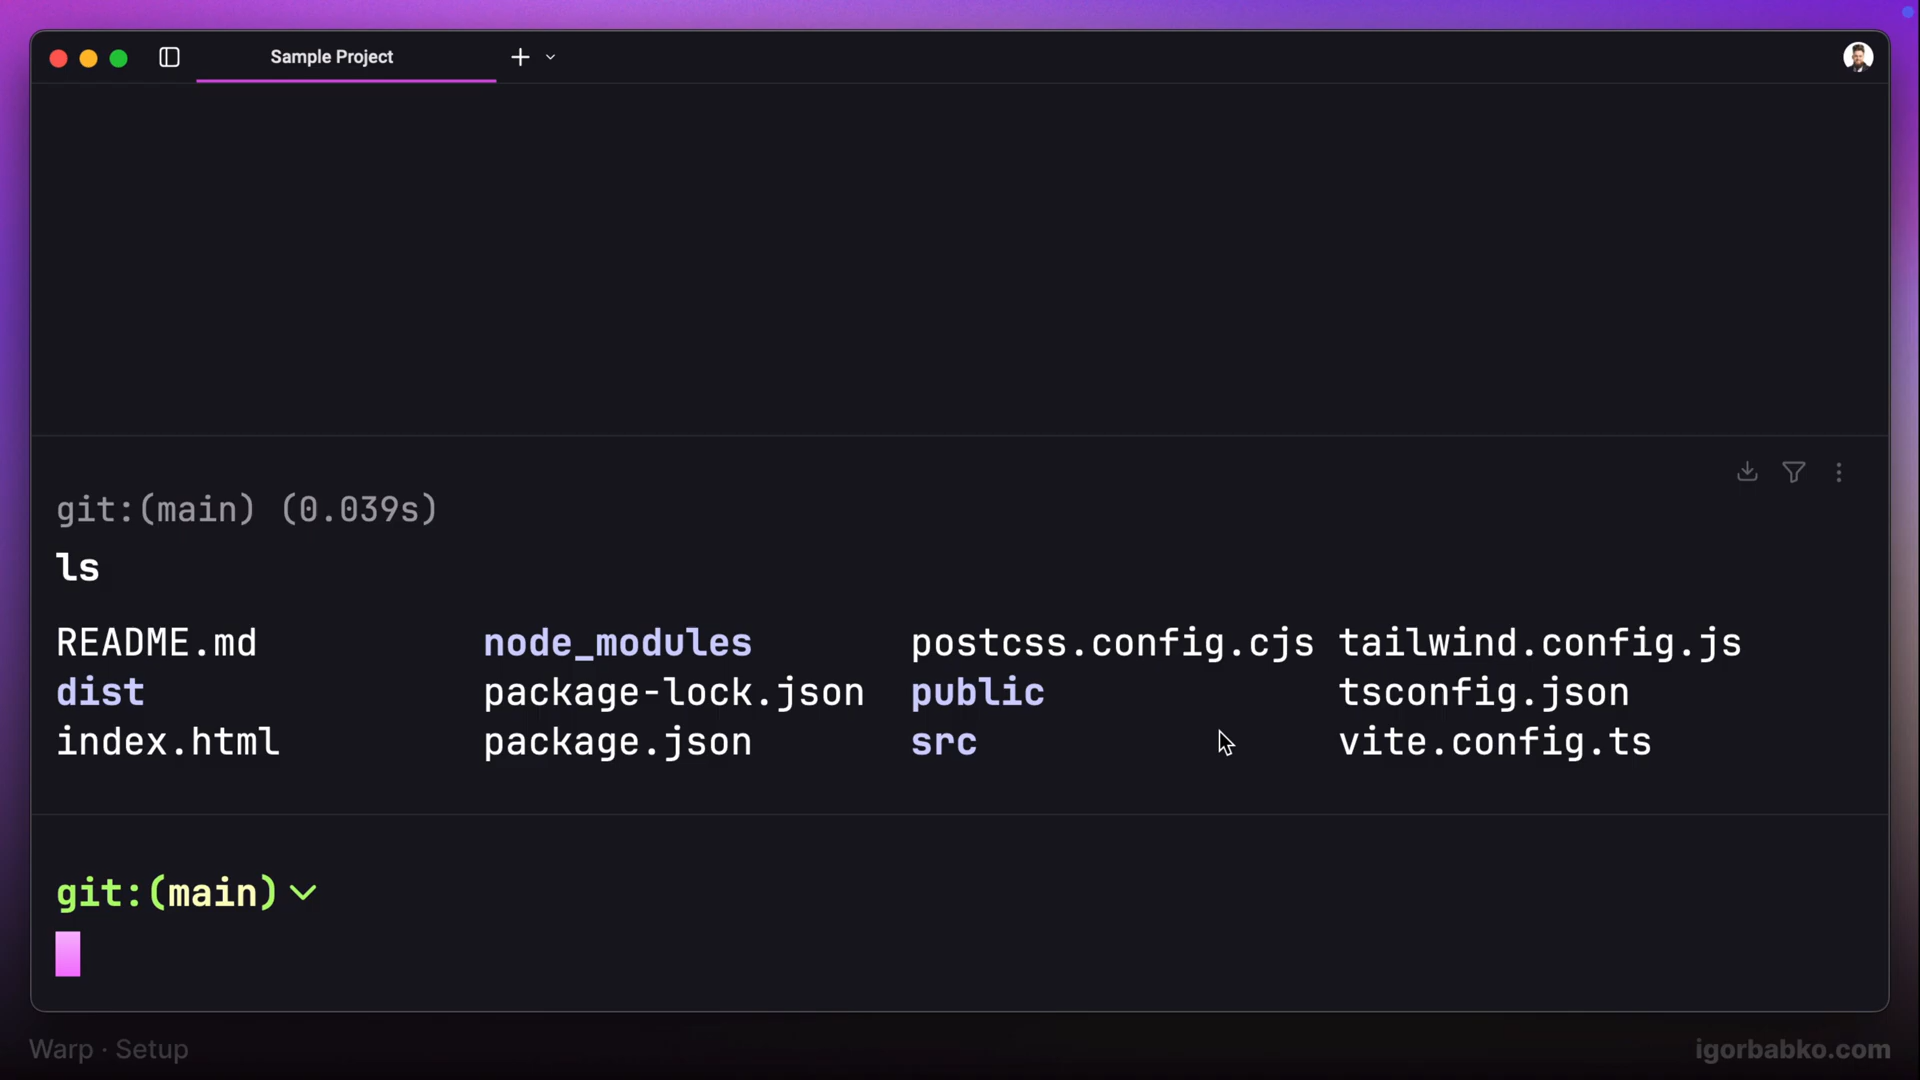 Sample Project
git:(main) (0.039s)
ls
README.md node_modules postcss.config.cjs tailwind.config.js
dist package-lock.json public tsconfig.json
index.html package.json src vite.config.ts
git:(main)
Warp · Setup
igorbabko.com